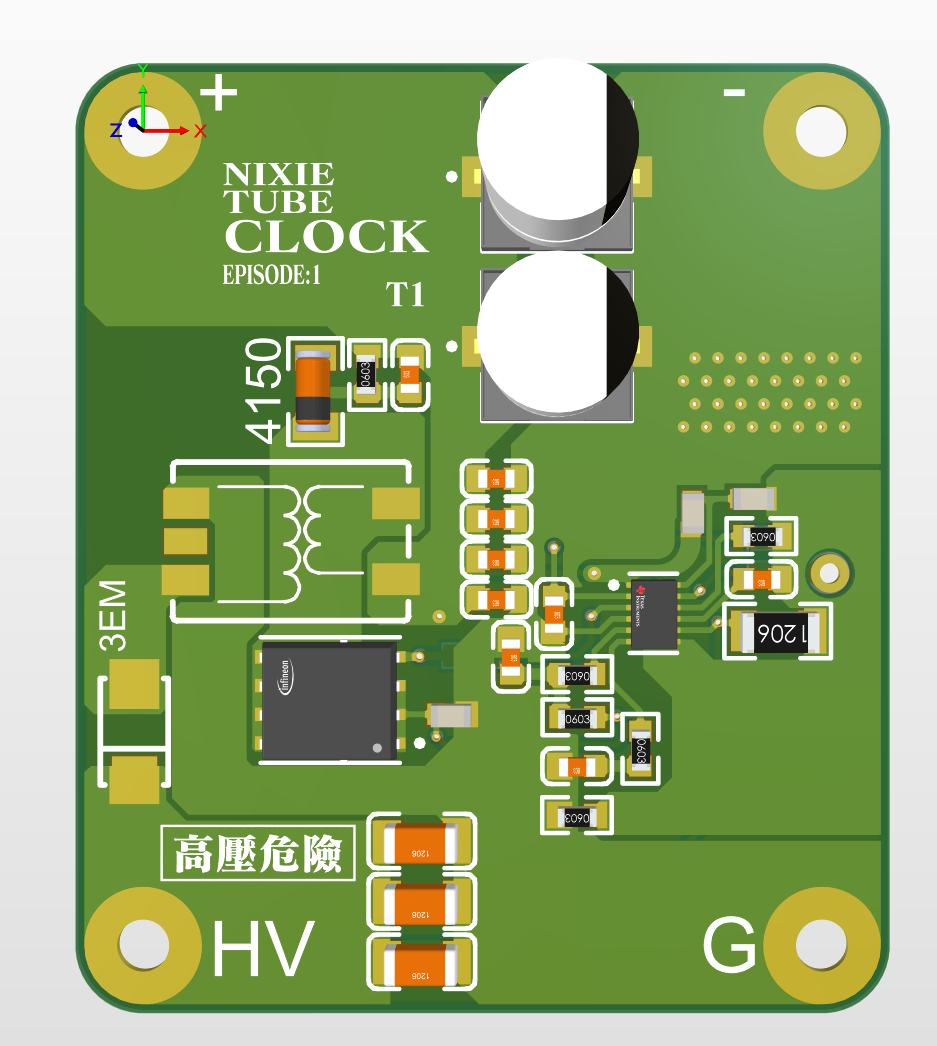 Y
Z
X
+
-
NIXIE
TUBE
CLOCK
EPISODE:1
T1
4150
0603
0603
3EM
TEXAS
INSTRUMENTS
1206
infineon
0603
0603
0603
0603
高壓危險
1206
1206
1206
HV
G